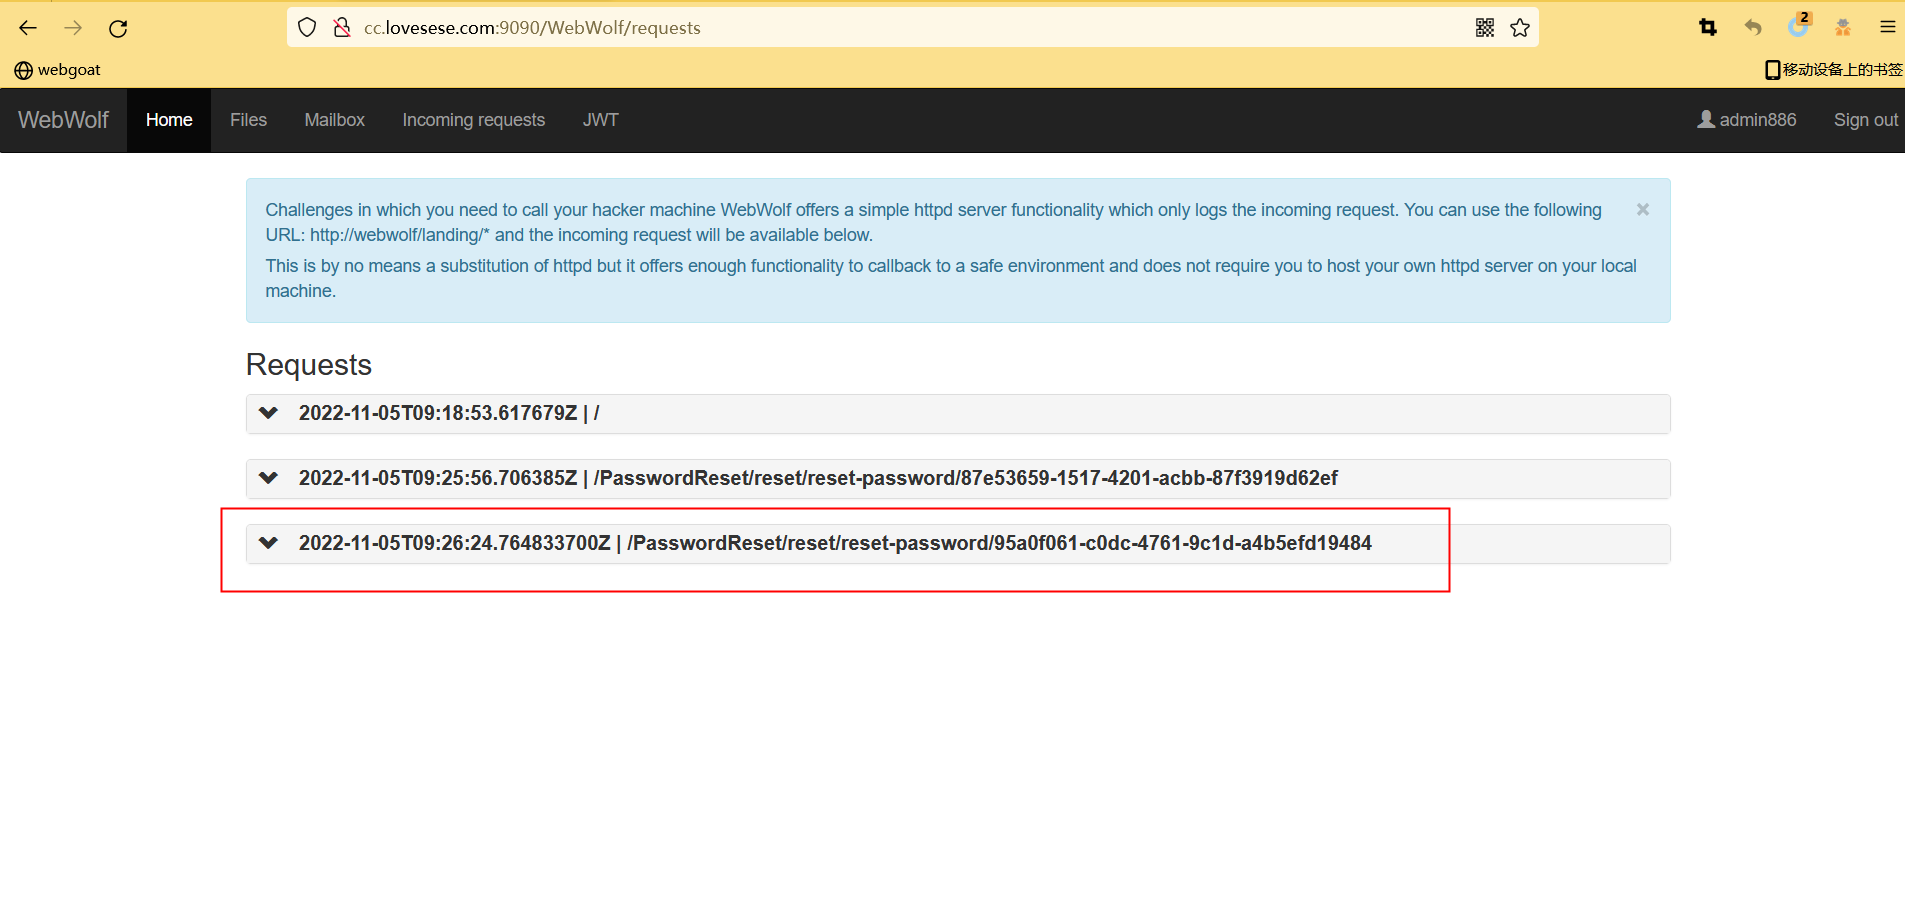 cc.lovesese.com:9090/WebWolf/requests
2
webgoat
移动设备上的书签
WebWolf Home Files Mailbox Incoming requests JWT admin886 Sign out
Challenges in which you need to call your hacker machine WebWolf offers a simple httpd server functionality which only logs the incoming request. You can use the following
URL: http://webwolf/landing/* and the incoming request will be available below.
This is by no means a substitution of httpd but it offers enough functionality to callback to a safe environment and does not require you to host your own httpd server on your local
machine.
×
Requests
2022-11-05T09:18:53.617679Z | /
2022-11-05T09:25:56.706385Z | /PasswordReset/reset/reset-password/87e53659-1517-4201-acbb-87f3919d62ef
2022-11-05T09:26:24.764833700Z | /PasswordReset/reset/reset-password/95a0f061-c0dc-4761-9c1d-a4b5efd19484